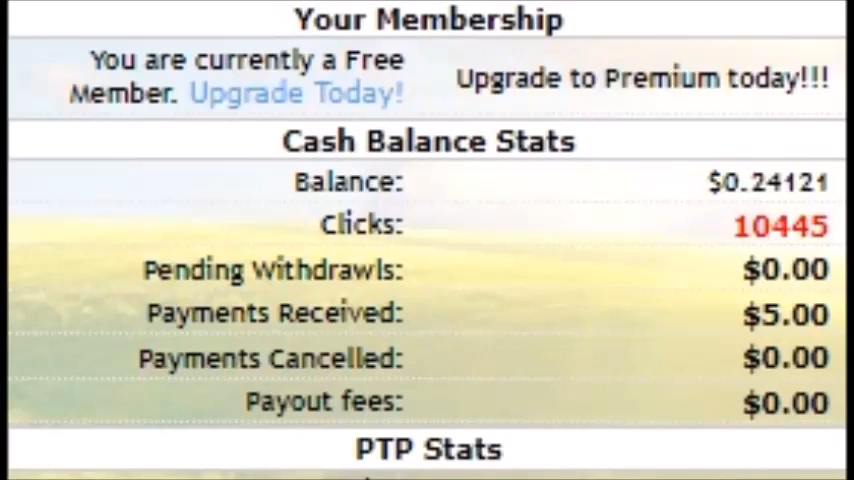 Your Membership
You are currently a Free
Member. Upgrade Today!
Upgrade to Premium today!!!
Cash Balance Stats
Balance: $0.24121
Clicks: 10445
Pending Withdrawls: $0.00
Payments Received: $5.00
Payments Cancelled: $0.00
Payout fees: $0.00
PTP Stats